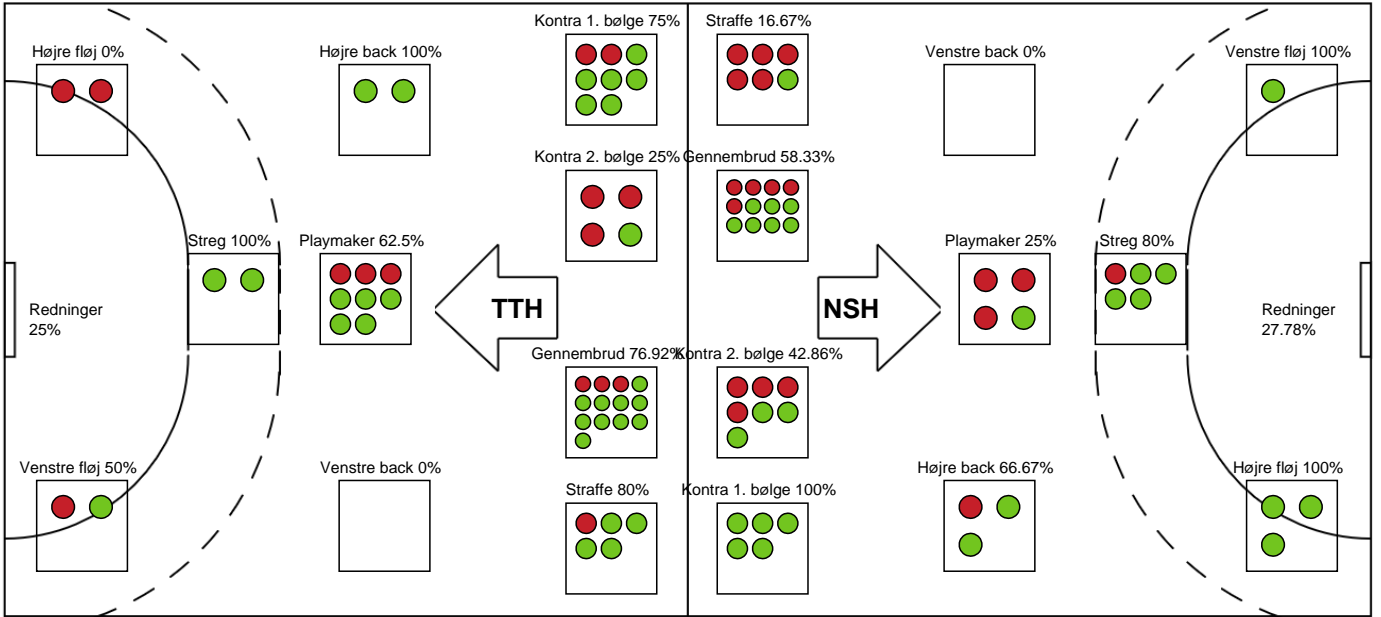 Kontra 1. bølge 75%
Straffe 16.67%
Højre fløj 0%
Højre back 100%
Venstre back 0%
Venstre fløj 100%
Kontra 2. bølge 25%
Gennembrud 58.33%
Streg 100%
Playmaker 62.5%
Playmaker 25%
Streg 80%
Redninger
25%
TTH
NSH
Redninger
27.78%
Gennembrud 76.92%
Kontra 2. bølge 42.86%
Venstre fløj 50%
Venstre back 0%
Straffe 80%
Kontra 1. bølge 100%
Højre back 66.67%
Højre fløj 100%